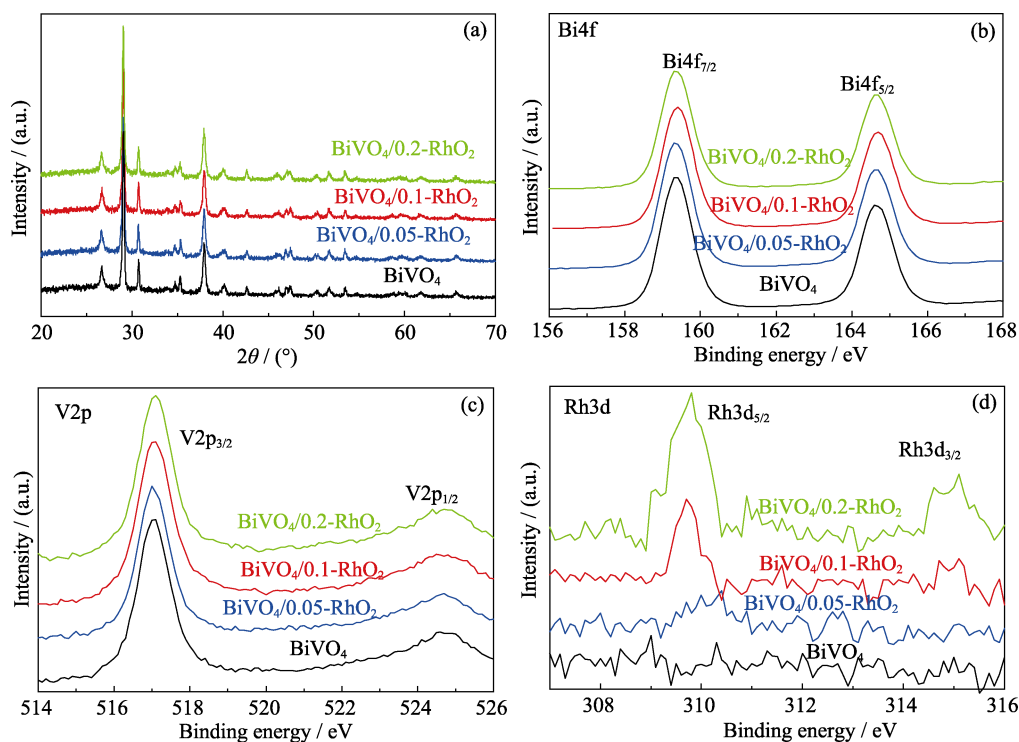 (a)
BiVO₄/0.2-RhO₂
BiVO₄/0.1-RhO₂
BiVO₄/0.05-RhO₂
BiVO₄
Intensity / (a.u.)
20 30 40 50 60 70
2θ / (°)
Bi4f
(b)
Bi4f₇/₂
Bi4f₅/₂
BiVO₄/0.2-RhO₂
BiVO₄/0.1-RhO₂
BiVO₄/0.05-RhO₂
BiVO₄
Intensity / (a.u.)
156 158 160 162 164 166 168
Binding energy / eV
V2p
(c)
V2p₃/₂
V2p₁/₂
BiVO₄/0.2-RhO₂
BiVO₄/0.1-RhO₂
BiVO₄/0.05-RhO₂
BiVO₄
Intensity / (a.u.)
514 516 518 520 522 524 526
Binding energy / eV
Rh3d
(d)
Rh3d₅/₂
Rh3d₃/₂
BiVO₄/0.2-RhO₂
BiVO₄/0.1-RhO₂
BiVO₄/0.05-RhO₂
BiVO₄
Intensity / (a.u.)
308 310 312 314 316
Binding energy / eV